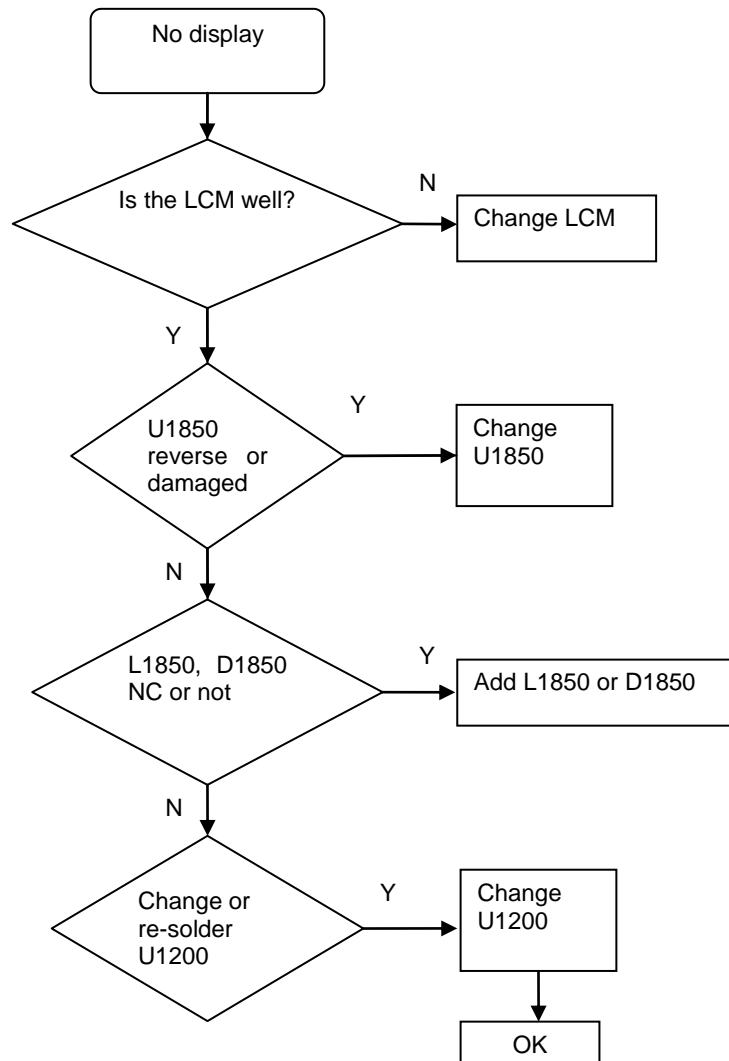 No display
Is the LCM well?
N
Change LCM
Y
U1850
reverse or
damaged
Y
Change
U1850
N
L1850, D1850
NC or not
Y
Add L1850 or D1850
N
Change or
re-solder
U1200
Y
Change
U1200
OK